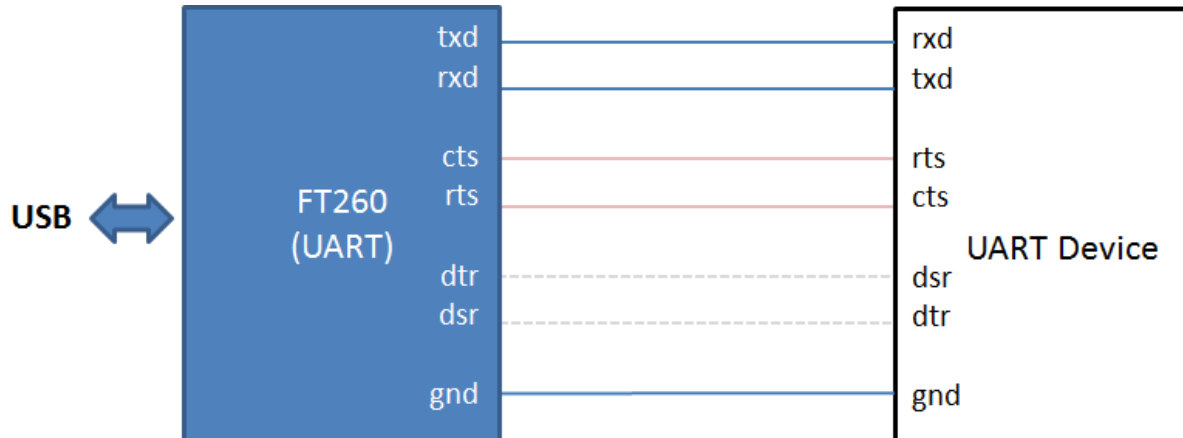 txd
rxd
rxd
txd
cts
rts
rts
cts
USB
FT260
(UART)
UART Device
dtr
dsr
dsr
dtr
gnd
gnd